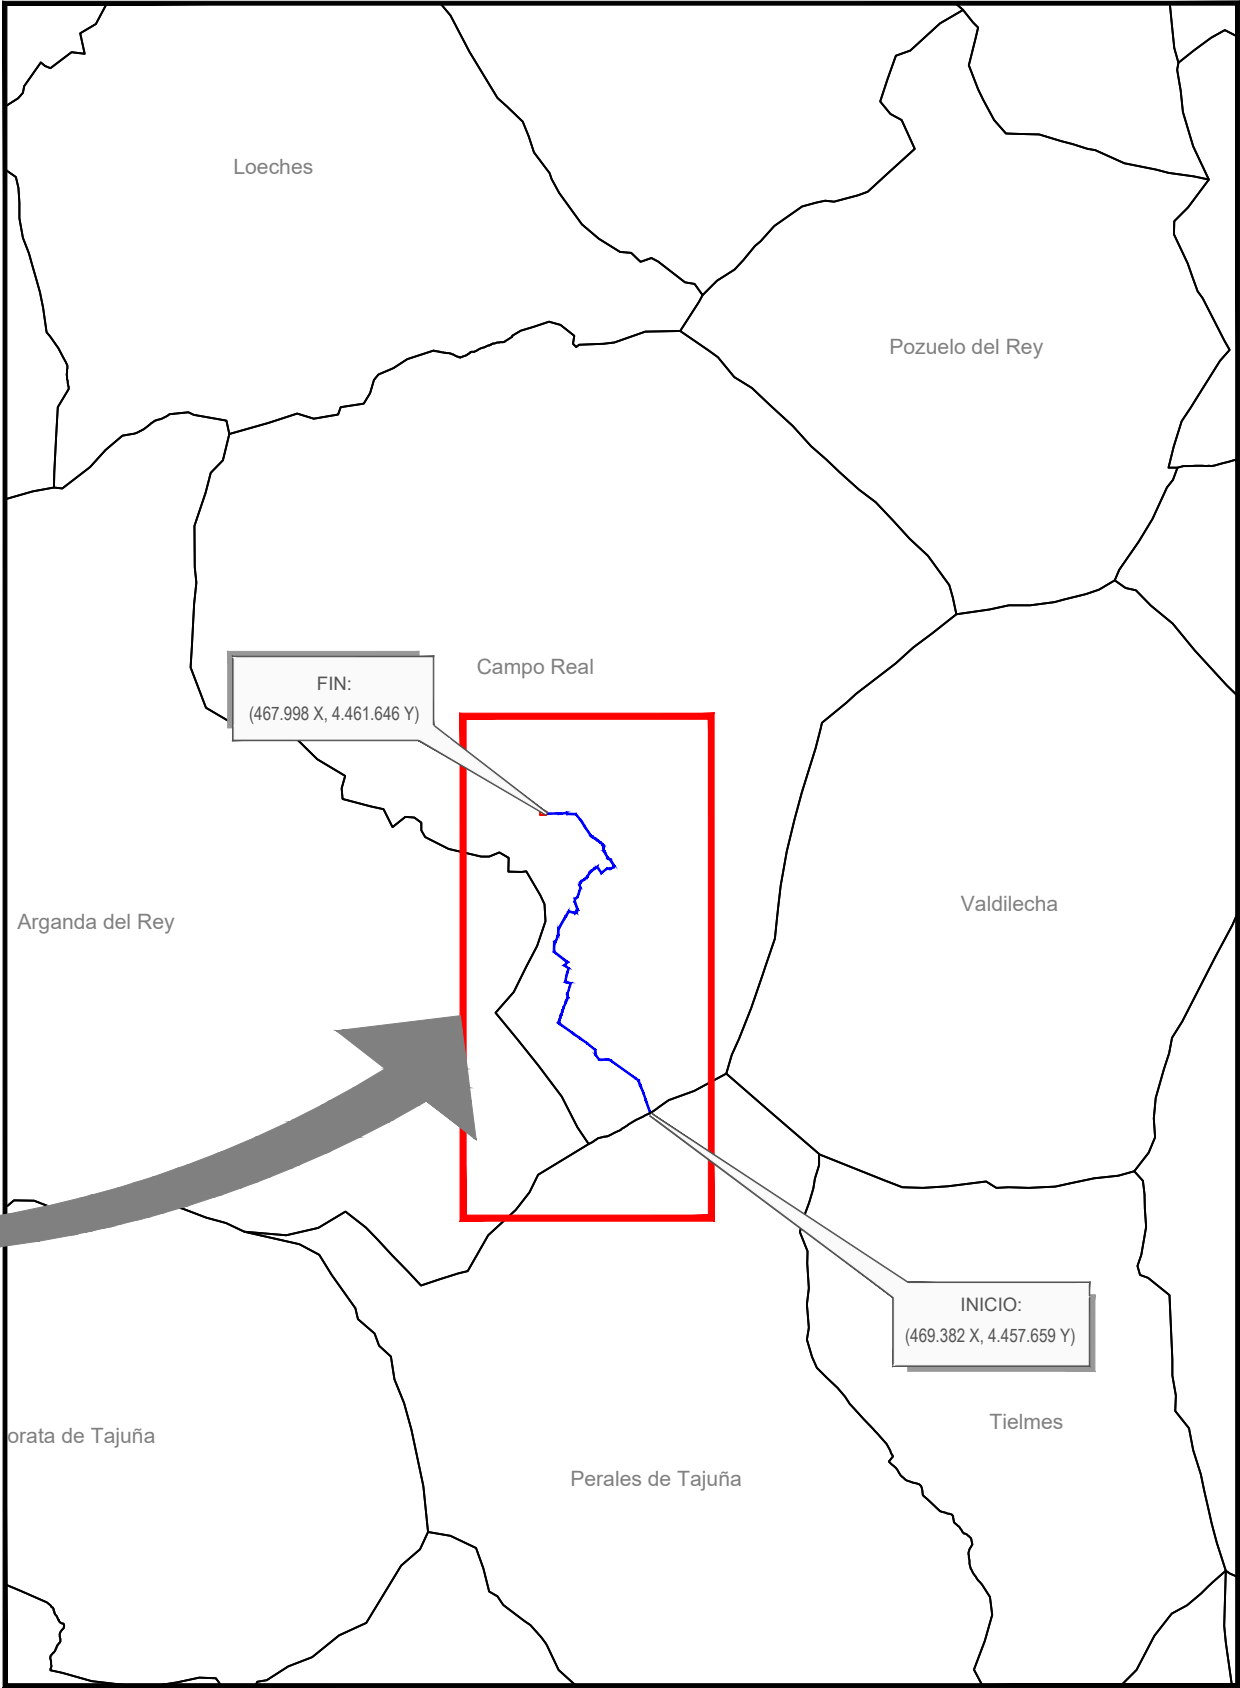 Loeches
Pozuelo del Rey
Campo Real
FIN:
(467.998 X, 4.461.646 Y)
Valdilecha
Arganda del Rey
INICIO:
(469.382 X, 4.457.659 Y)
Tielmes
orata de Tajuña
Perales de Tajuña